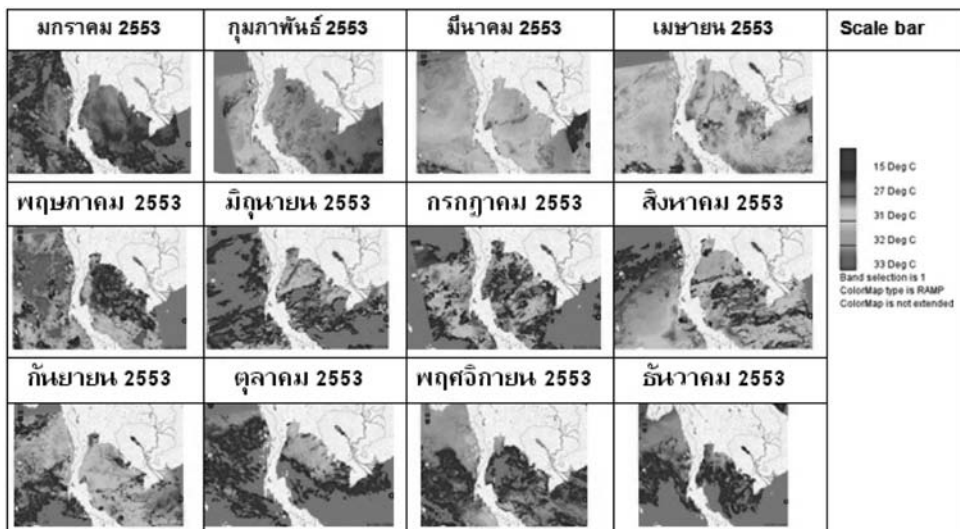 มกราคม 2553 กุมภาพันธ์ 2553 มีนาคม 2553 เมษายน 2553 Scale bar
15 Deg C
27 Deg C
31 Deg C
32 Deg C
33 Deg C
Band selection is 1
ColorMap type is RAMP
ColorMap is not extended
พฤษภาคม 2553 มิถุนายน 2553 กรกฎาคม 2553 สิงหาคม 2553
กันยายน 2553 ตุลาคม 2553 พฤศจิกายน 2553 ธันวาคม 2553